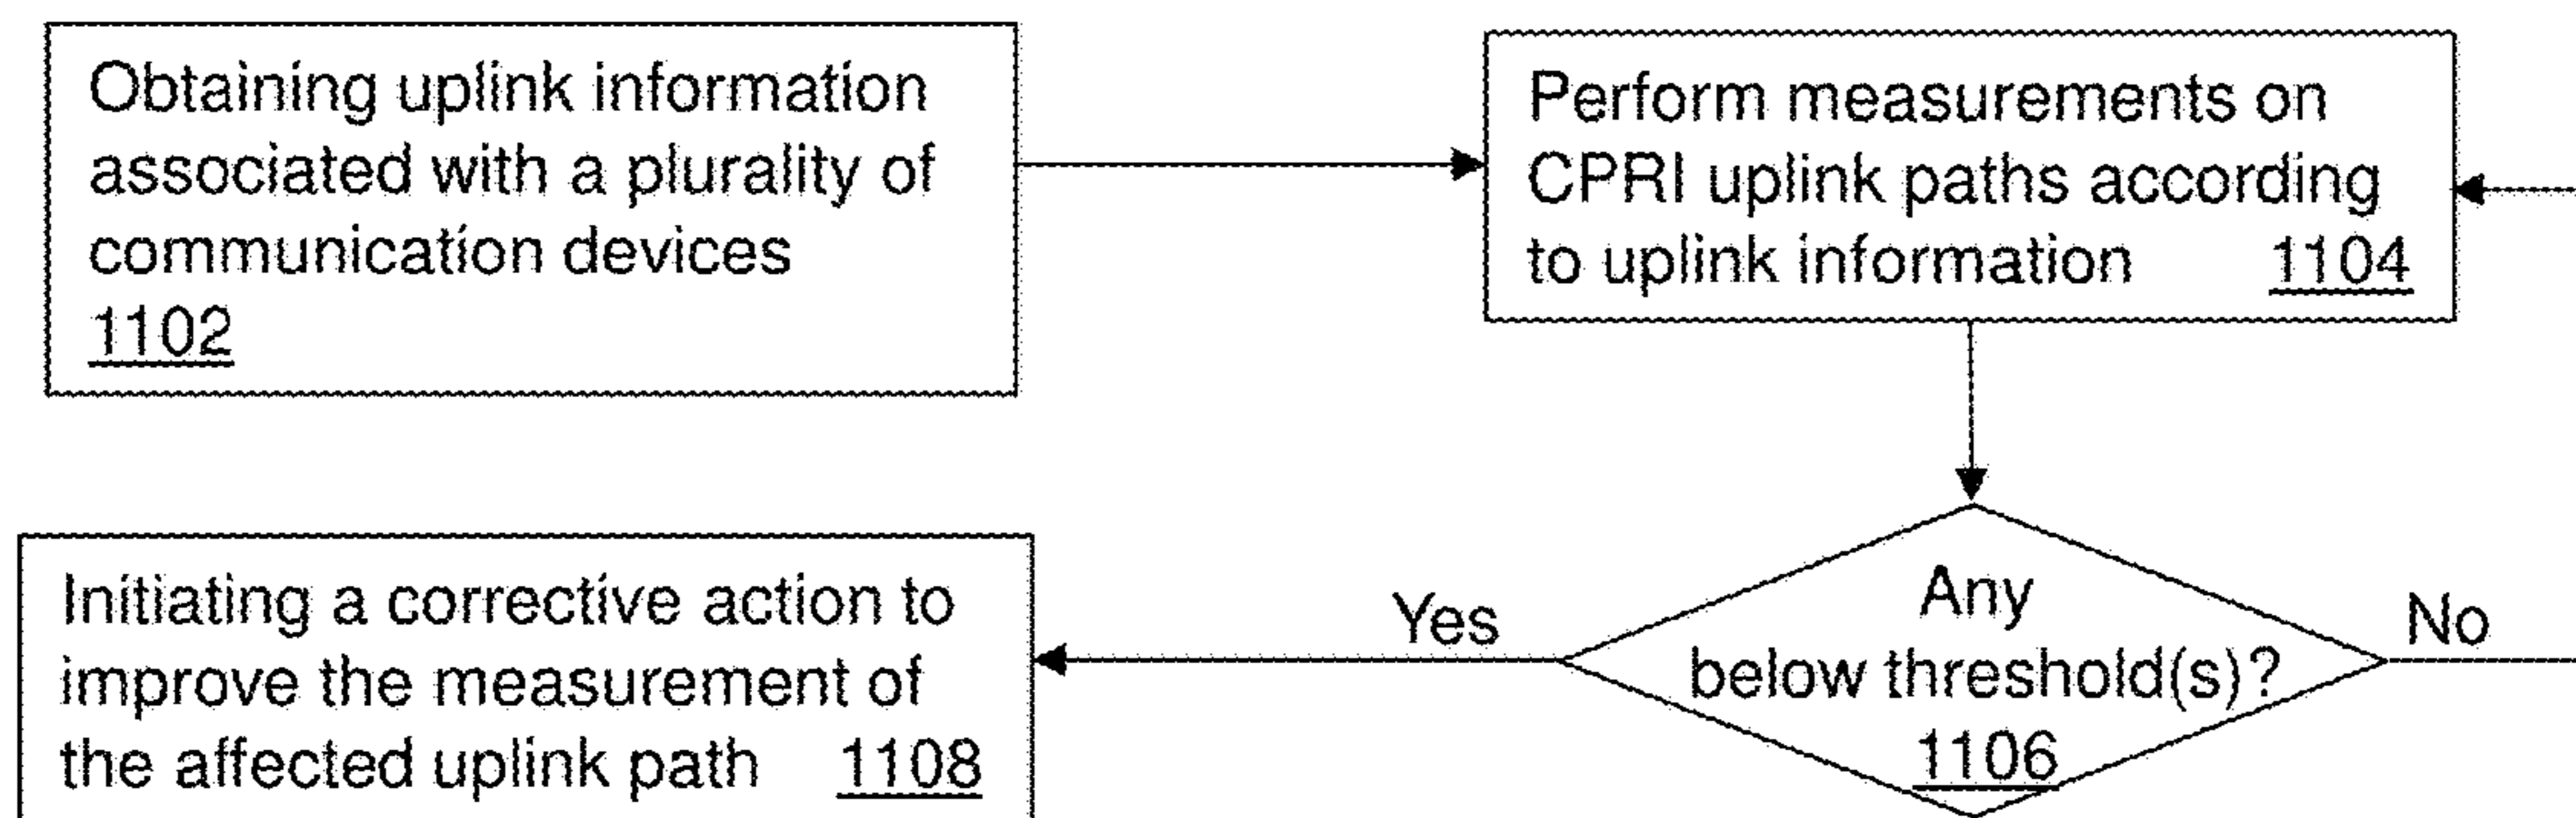 Obtaining uplink information
associated with a plurality of
communication devices
1102
Perform measurements on
CPRI uplink paths according
to uplink information 1104
Any
below threshold(s)?
1106
Yes
No
Initiating a corrective action to
improve the measurement of
the affected uplink path 1108